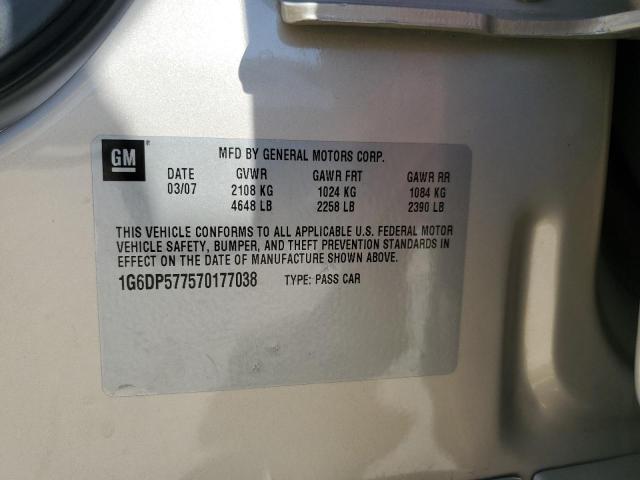 GM ® MFD BY GENERAL MOTORS CORP.
DATE GVWR GAWR FRT GAWR RR
03/07 2108 KG 1024 KG 1084 KG
4648 LB 2258 LB 2390 LB
THIS VEHICLE CONFORMS TO ALL APPLICABLE U.S. FEDERAL MOTOR
VEHICLE SAFETY, BUMPER, AND THEFT PREVENTION STANDARDS IN
EFFECT ON THE DATE OF MANUFACTURE SHOWN ABOVE.
1G6DP577570177038 TYPE: PASS CAR